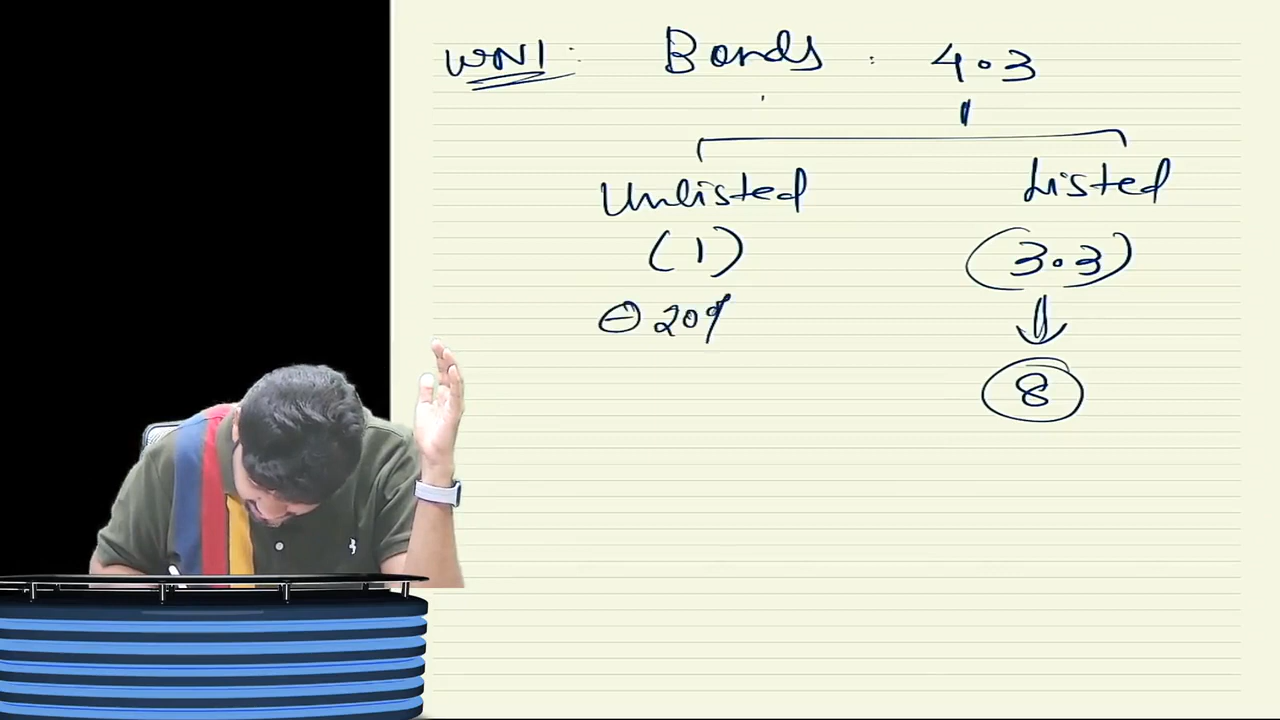 WN1: Bonds : 4.3
Unlisted Listed
(1) (3.3)
⊖ 20%
8